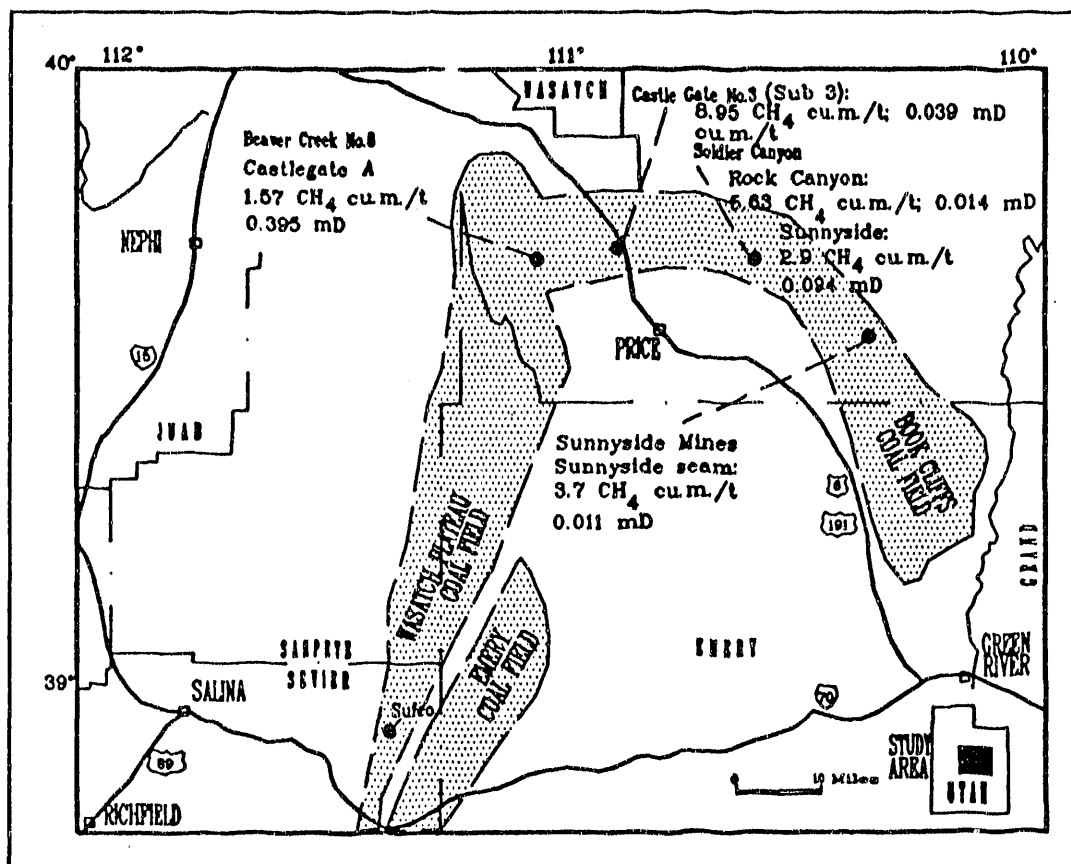 112°
111°
110°
40°
WASATCH
Castle Gate No.3 (Sub 3):
8.95 CH4 cu.m./t; 0.039 mD
cu.m./t
Soldier Canyon
Rock Canyon:
5.63 CH4 cu.m./t; 0.014 mD
Sunnyside:
2.9 CH4 cu.m./t
0.094 mD
Beaver Creek No.8
Castlegate A
1.57 CH4 cu.m./t
0.395 mD
NEPHI
PRICE
15
JUAB
Sunnyside Mines
Sunnyside seam:
3.7 CH4 cu.m./t
0.011 mD
6
191
BOOK CLIFFS
COAL FIELD
WASATCH PLATEAU
COAL FIELD
EMERY
COAL FIELD
GRAND
SANPETE
SEVIER
EMERY
GREEN
RIVER
39°
SALINA
Sufco
70
89
RICHFIELD
STUDY
AREA
UTAH
0
10 Miles